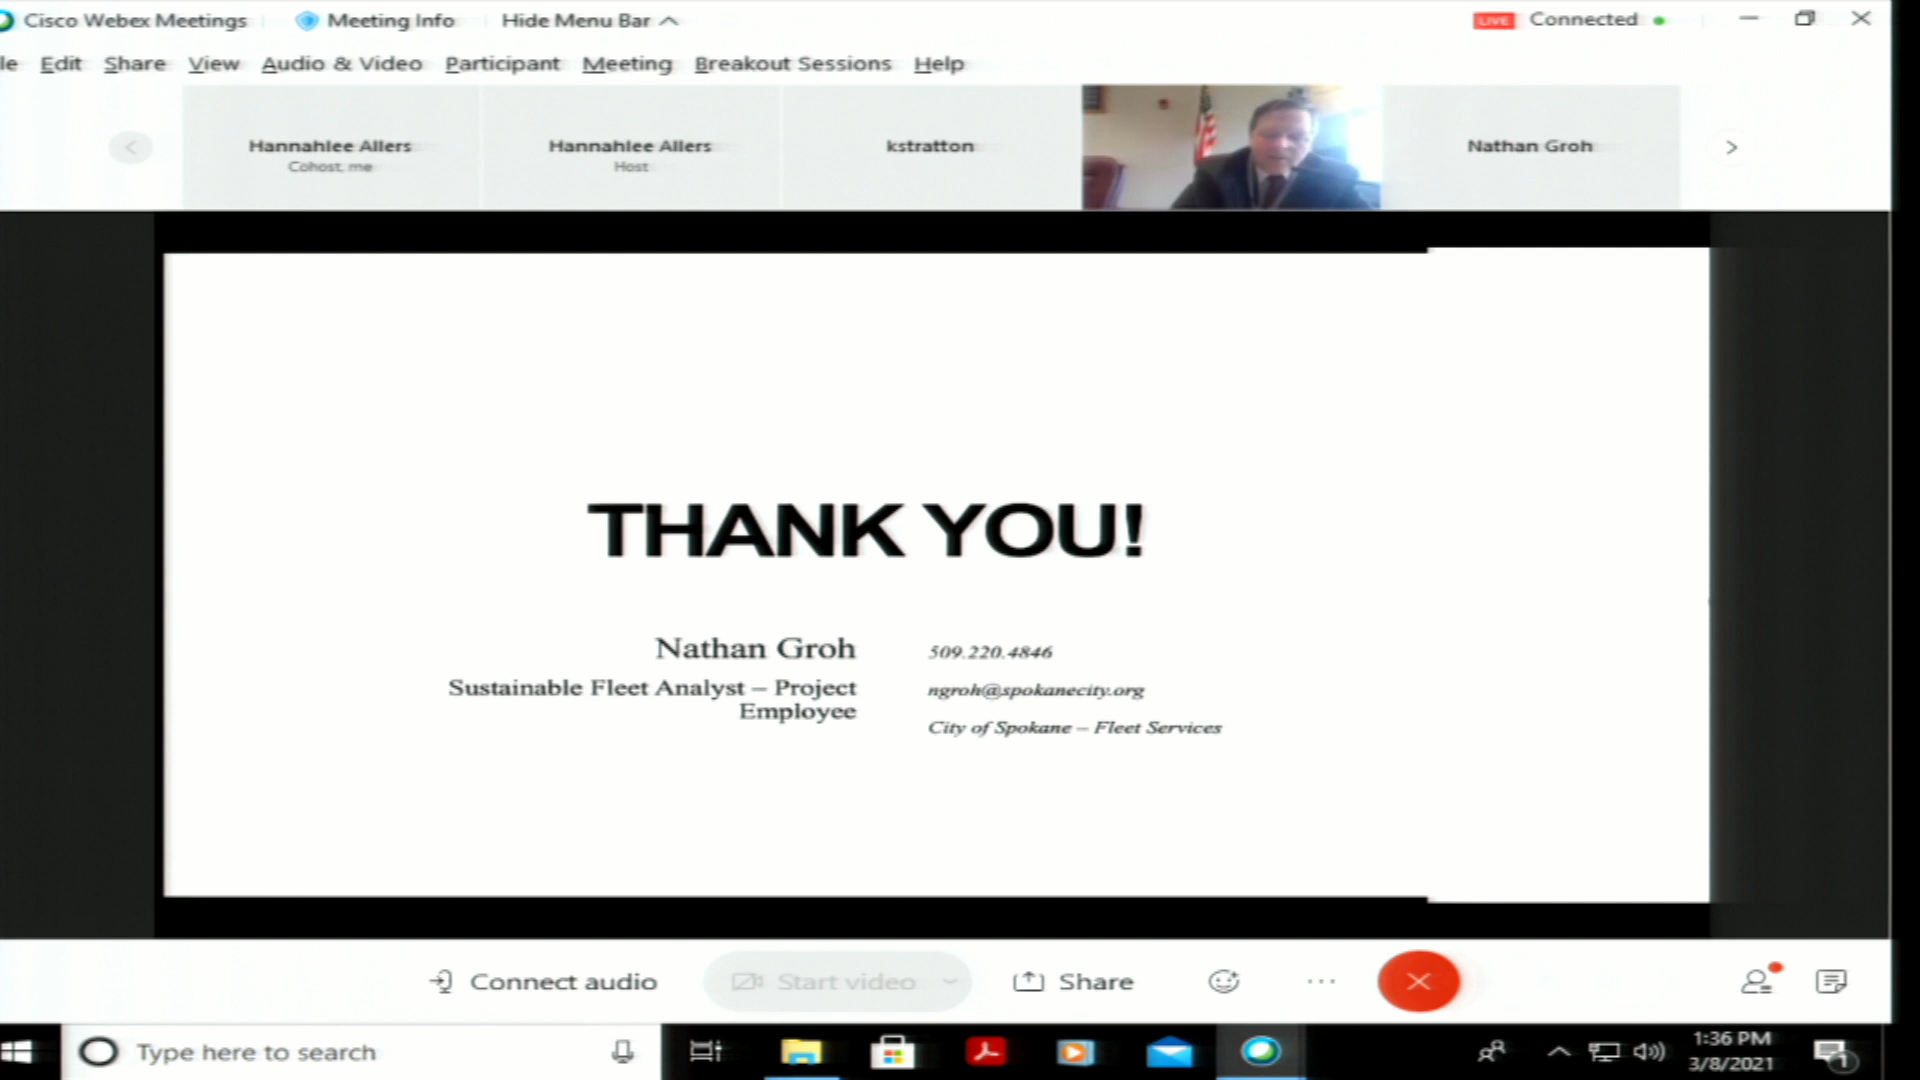 Cisco Webex Meetings
Meeting Info
Hide Menu Bar
LIVE
Connected
le Edit Share View Audio & Video Participant Meeting Breakout Sessions Help
Hannahlee Allers
Cohost, me
Hannahlee Allers
Host
kstratton
Nathan Groh
THANK YOU!
Nathan Groh
Sustainable Fleet Analyst – Project
Employee
509.220.4846
ngroh@spokanecity.org
City of Spokane – Fleet Services
Connect audio
Start video
Share
Type here to search
1:36 PM
3/8/2021
1